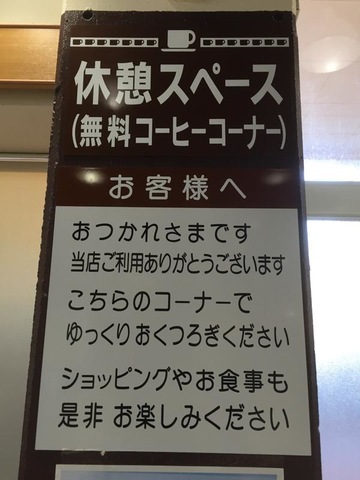 休憩スペース
(無料コーヒーコーナー)
お客様へ
おつかれさまです
当店ご利用ありがとうございます
こちらのコーナーで
ゆっくりおくつろぎください
ショッピングやお食事も
是非 お楽しみください